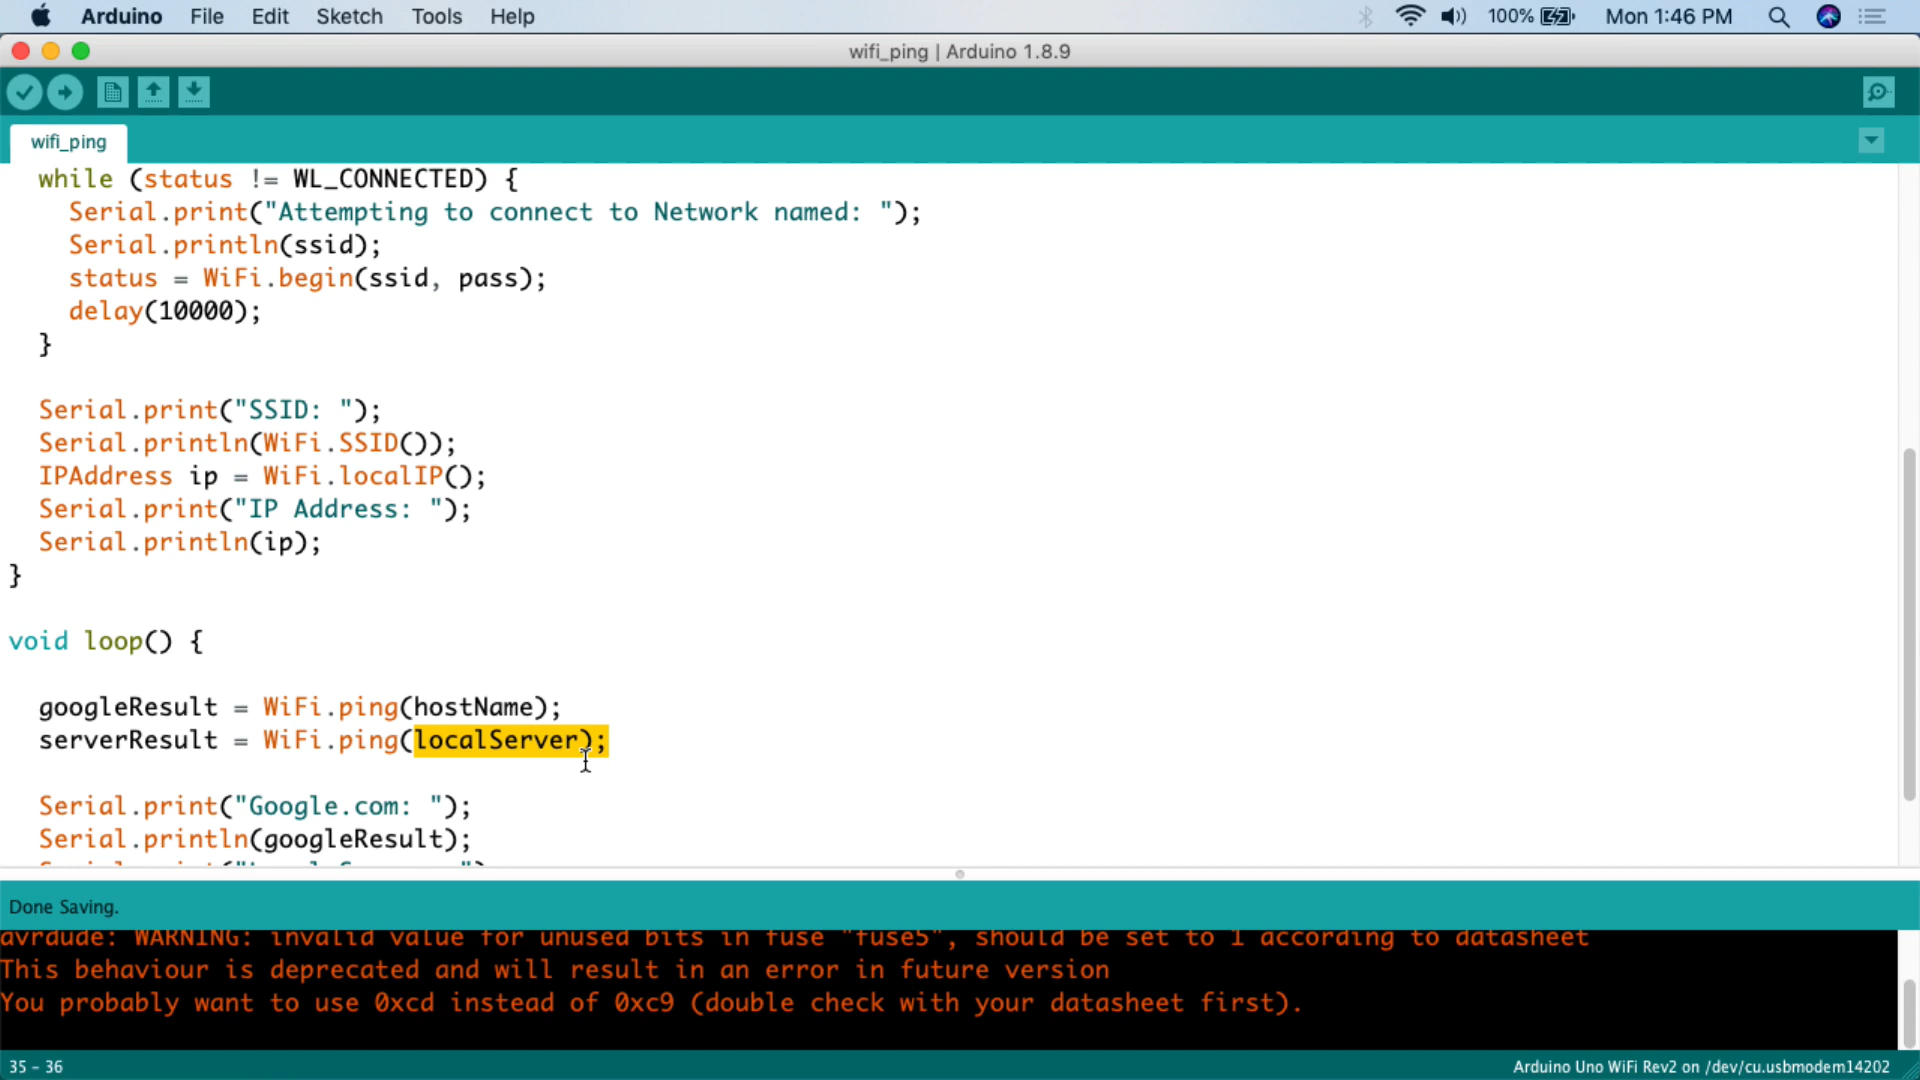 Arduino File Edit Sketch Tools Help 100% Mon 1:46 PM
wifi_ping | Arduino 1.8.9
wifi_ping
while (status != WL_CONNECTED) {
Serial.print("Attempting to connect to Network named: ");
Serial.println(ssid);
status = WiFi.begin(ssid, pass);
delay(10000);
}
Serial.print("SSID: ");
Serial.println(WiFi.SSID());
IPAddress ip = WiFi.localIP();
Serial.print("IP Address: ");
Serial.println(ip);
}
void loop() {
googleResult = WiFi.ping(hostName);
serverResult = WiFi.ping(localServer);
Serial.print("Google.com: ");
Serial.println(googleResult);
Done Saving.
avrdude: WARNING: invalid value for unused bits in fuse "fuse5", should be set to 1 according to datasheet
This behaviour is deprecated and will result in an error in future version
You probably want to use 0xcd instead of 0xc9 (double check with your datasheet first).
35 - 36 Arduino Uno WiFi Rev2 on /dev/cu.usbmodem14202